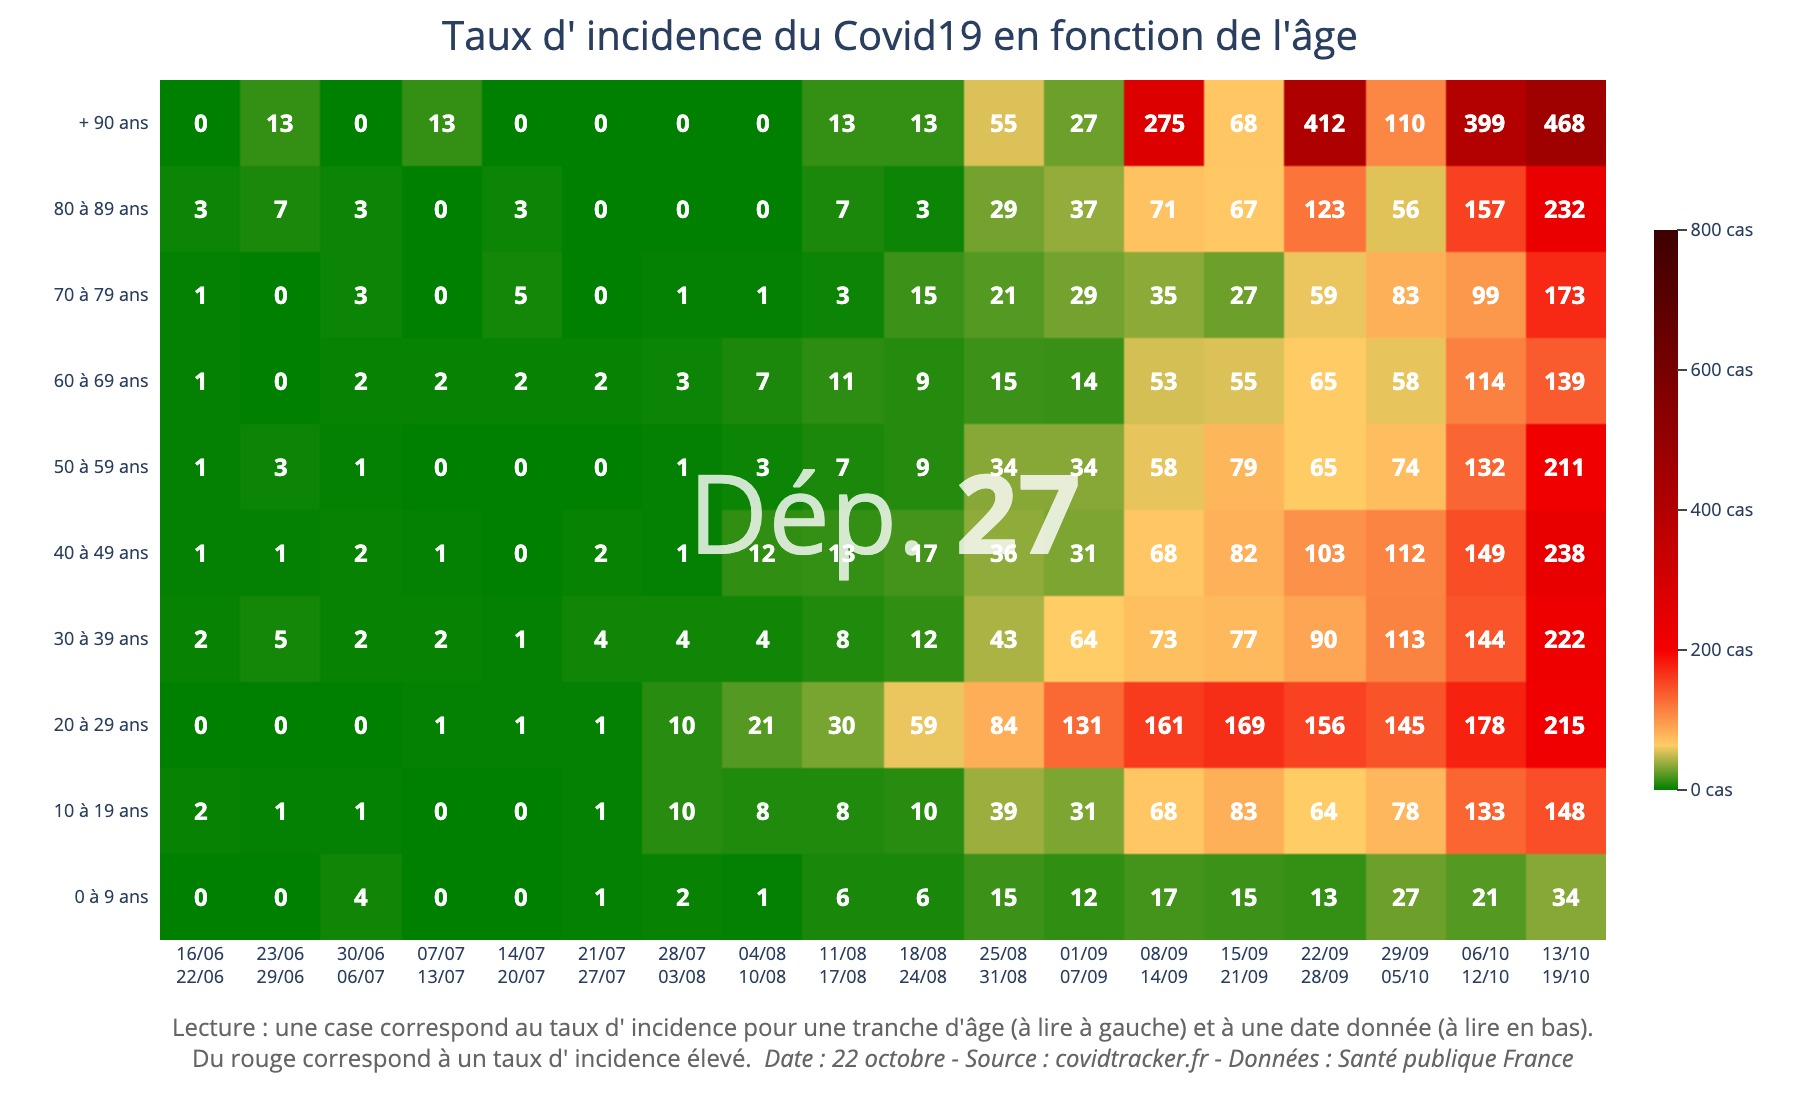 Taux d' incidence du Covid19 en fonction de l'âge
+ 90 ans 0 13 0 13 0 0 0 0 13 13 55 27 275 68 412 110 399 468
80 à 89 ans 3 7 3 0 3 0 0 0 7 3 29 37 71 67 123 56 157 232
800 cas
70 à 79 ans 1 0 3 0 5 0 1 1 3 15 21 29 35 27 59 83 99 173
60 à 69 ans 1 0 2 2 2 2 3 7 11 9 15 14 53 55 65 58 114 139
600 cas
50 à 59 ans 1 3 1 0 0 0 1 3 7 9 34 34 58 79 65 74 132 211
Dép. 27
400 cas
40 à 49 ans 1 1 2 1 0 2 1 12 13 17 36 31 68 82 103 112 149 238
30 à 39 ans 2 5 2 2 1 4 4 4 8 12 43 64 73 77 90 113 144 222
200 cas
20 à 29 ans 0 0 0 1 1 1 10 21 30 59 84 131 161 169 156 145 178 215
0 cas
10 à 19 ans 2 1 1 0 0 1 10 8 8 10 39 31 68 83 64 78 133 148
0 à 9 ans 0 0 4 0 0 1 2 1 6 6 15 12 17 15 13 27 21 34
16/06 23/06 30/06 07/07 14/07 21/07 28/07 04/08 11/08 18/08 25/08 01/09 08/09 15/09 22/09 29/09 06/10 13/10
22/06 29/06 06/07 13/07 20/07 27/07 03/08 10/08 17/08 24/08 31/08 07/09 14/09 21/09 28/09 05/10 12/10 19/10
Lecture : une case correspond au taux d' incidence pour une tranche d'âge (à lire à gauche) et à une date donnée (à lire en bas).
Du rouge correspond à un taux d' incidence élevé. Date : 22 octobre - Source : covidtracker.fr - Données : Santé publique France